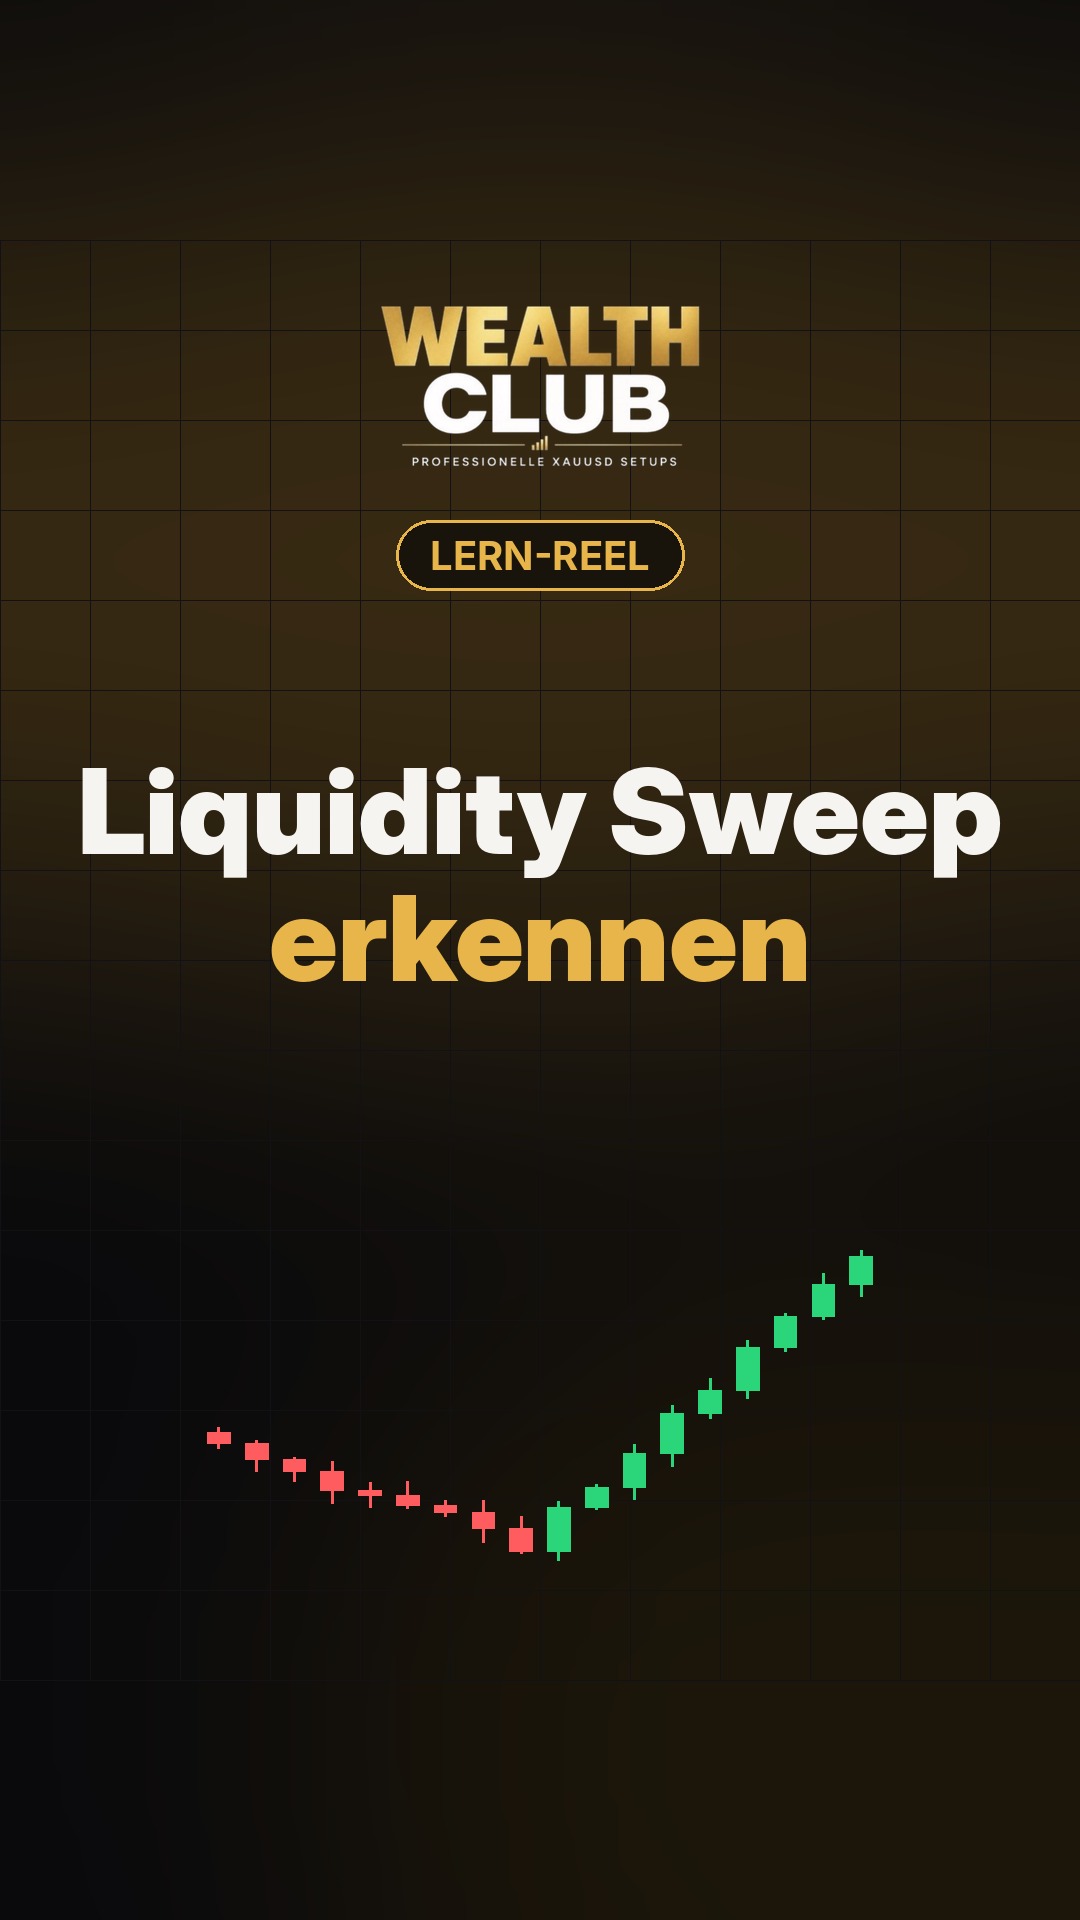 WEALTH
CLUB
PROFESSIONELLE XAUUSD SETUPS
LERN-REEL
Liquidity Sweep
erkennen